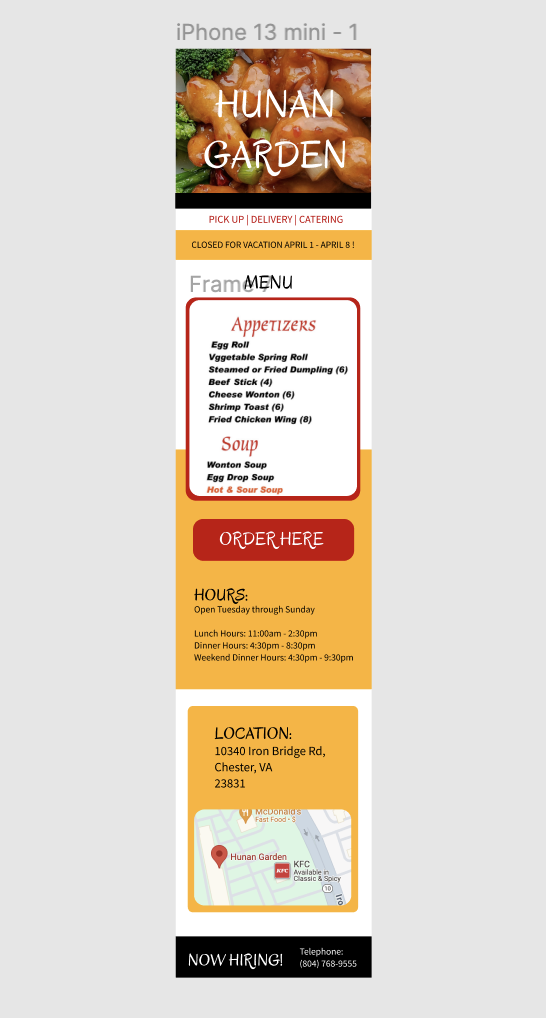 iPhone 13 mini - 1
HUNAN
GARDEN
PICK UP | DELIVERY | CATERING
CLOSED FOR VACATION APRIL 1 - APRIL 8 !
Frame
MENU
Appetizers
Egg Roll
Vggetable Spring Roll
Steamed or Fried Dumpling (6)
Beef Stick (4)
Cheese Wonton (6)
Shrimp Toast (6)
Fried Chicken Wing (8)
Soup
Wonton Soup
Egg Drop Soup
Hot & Sour Soup
ORDER HERE
HOURS:
Open Tuesday through Sunday
Lunch Hours: 11:00am - 2:30pm
Dinner Hours: 4:30pm - 8:30pm
Weekend Dinner Hours: 4:30pm - 9:30pm
LOCATION:
10340 Iron Bridge Rd,
Chester, VA
23831
McDonald's
Fast Food • $
Hunan Garden
KFC
KFC
Available in
Classic & Spicy
10
Iro
NOW HIRING!
Telephone:
(804) 768-9555